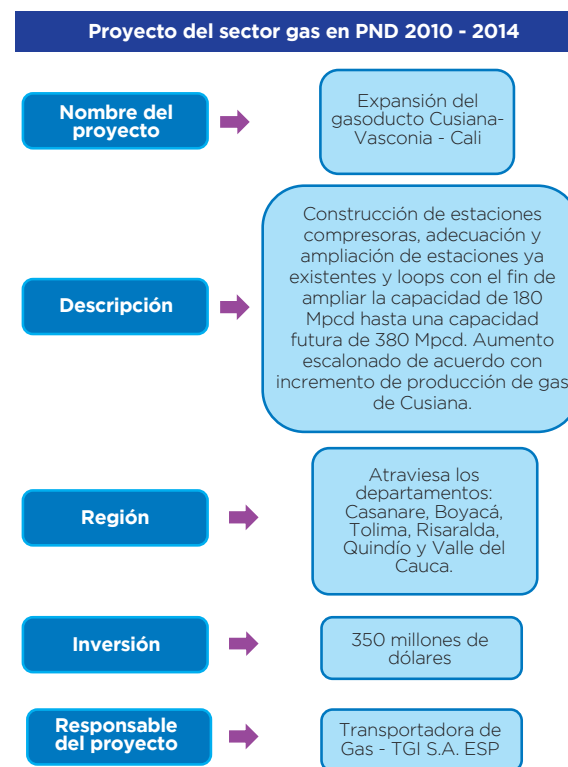 Proyecto del sector gas en PND 2010 - 2014
Nombre del
proyecto
Expansión del
gasoducto Cusiana-
Vasconia - Cali
Descripción
Construcción de estaciones
compresoras, adecuación y
ampliación de estaciones ya
existentes y loops con el fin de
ampliar la capacidad de 180
Mpcd hasta una capacidad
futura de 380 Mpcd. Aumento
escalonado de acuerdo con
incremento de producción de gas
de Cusiana.
Región
Atraviesa los
departamentos:
Casanare, Boyacá,
Tolima, Risaralda,
Quindío y Valle del
Cauca.
Inversión
350 millones de
dólares
Responsable
del proyecto
Transportadora de
Gas - TGI S.A. ESP